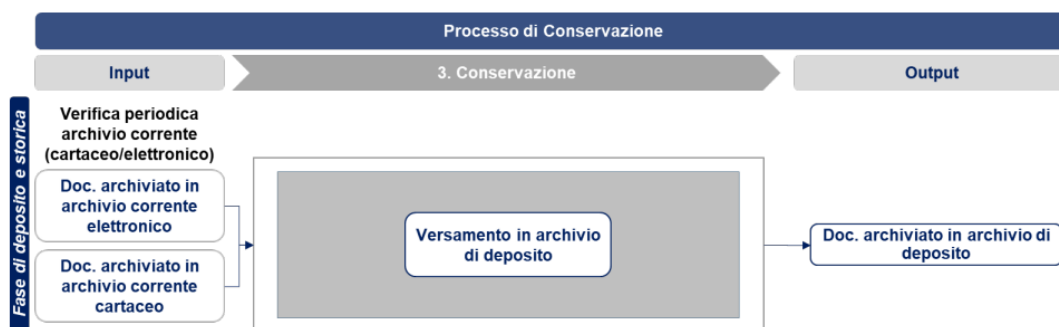 Processo di Conservazione
Input
3. Conservazione
Output
Fase di deposito e storica
Verifica periodica
archivio corrente
(cartaceo/elettronico)
Doc. archiviato in
archivio corrente
elettronico
Doc. archiviato in
archivio corrente
cartaceo
Versamento in archivio
di deposito
Doc. archiviato in archivio di
deposito